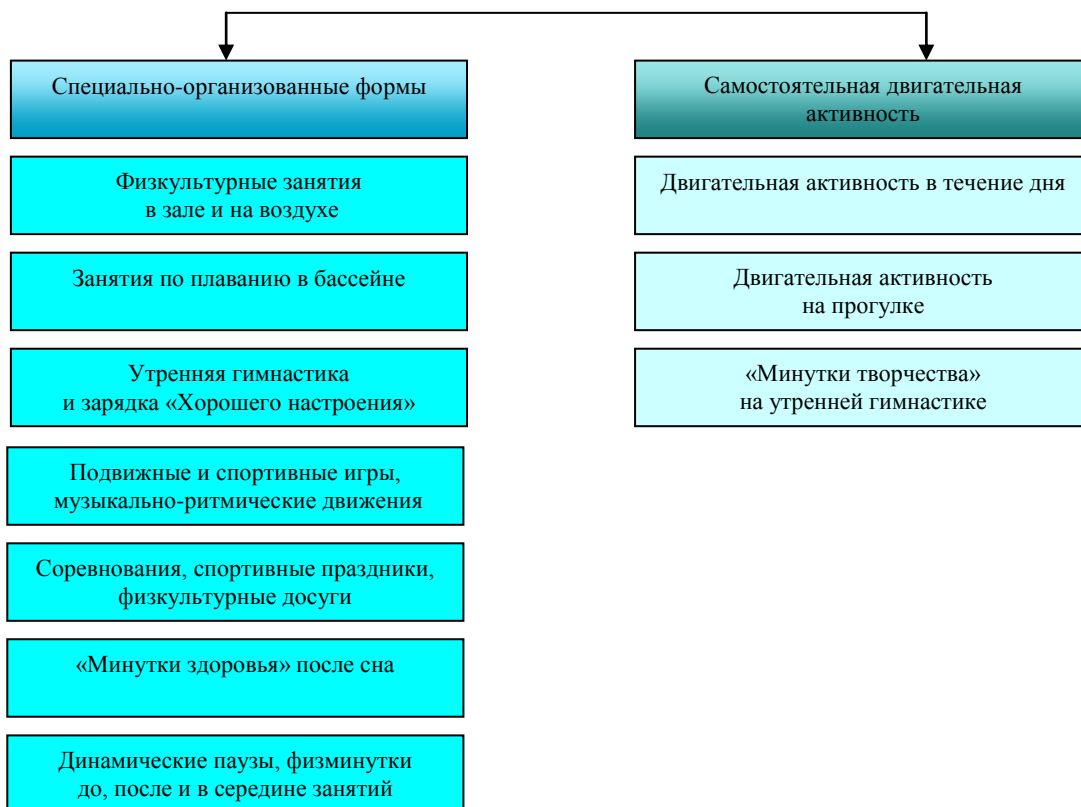 Специально-организованные формы
Физкультурные занятия
в зале и на воздухе
Занятия по плаванию в бассейне
Утренняя гимнастика
и зарядка «Хорошего настроения»
Подвижные и спортивные игры,
музыкально-ритмические движения
Соревнования, спортивные праздники,
физкультурные досуги
«Минутки здоровья» после сна
Динамические паузы, физминутки
до, после и в середине занятий
Самостоятельная двигательная
активность
Двигательная активность в течение дня
Двигательная активность
на прогулке
«Минутки творчества»
на утренней гимнастике